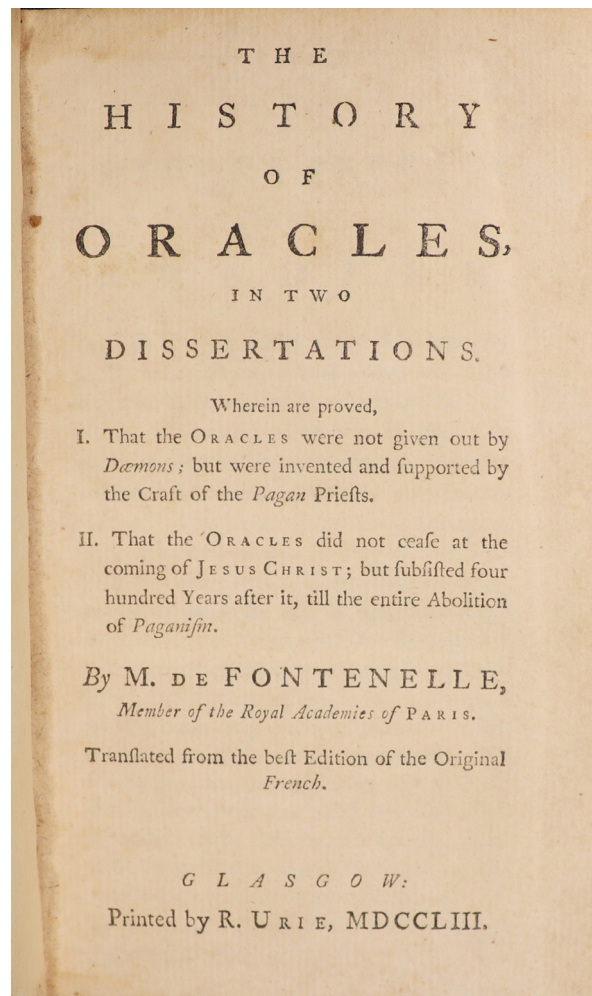 THE
HISTORY
OF
ORACLES,
IN TWO
DISSERTATIONS.
Wherein are proved,
I. That the ORACLES were not given out by
Dæmons; but were invented and ſupported by
the Craft of the Pagan Prieſts.
II. That the ORACLES did not ceaſe at the
coming of JESUS CHRIST; but ſubſiſted four
hundred Years after it, till the entire Abolition
of Paganiſm.
By M. DE FONTENELLE,
Member of the Royal Academies of PARIS.
Tranſlated from the beſt Edition of the Original
French.
GLASGOW:
Printed by R. URIE, MDCCLIII.